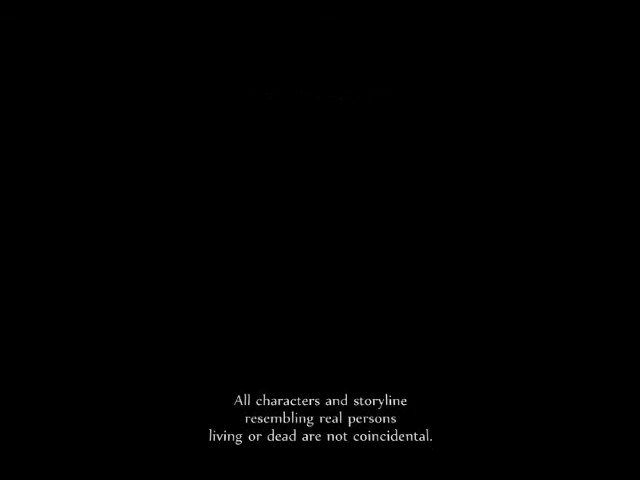 All characters and storyline
resembling real persons
living or dead are not coincidental.